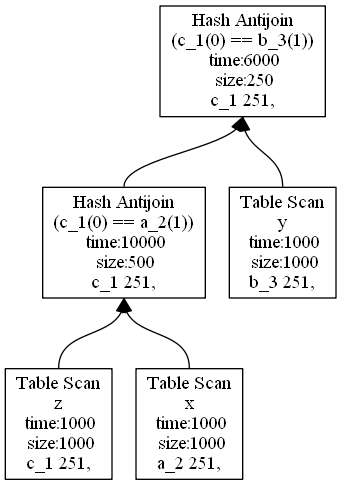 Hash Antijoin
(c_1(0) == b_3(1))
time:6000
size:250
c_1 251,
Hash Antijoin
(c_1(0) == a_2(1))
time:10000
size:500
c_1 251,
Table Scan
y
time:1000
size:1000
b_3 251,
Table Scan
z
time:1000
size:1000
c_1 251,
Table Scan
x
time:1000
size:1000
a_2 251,